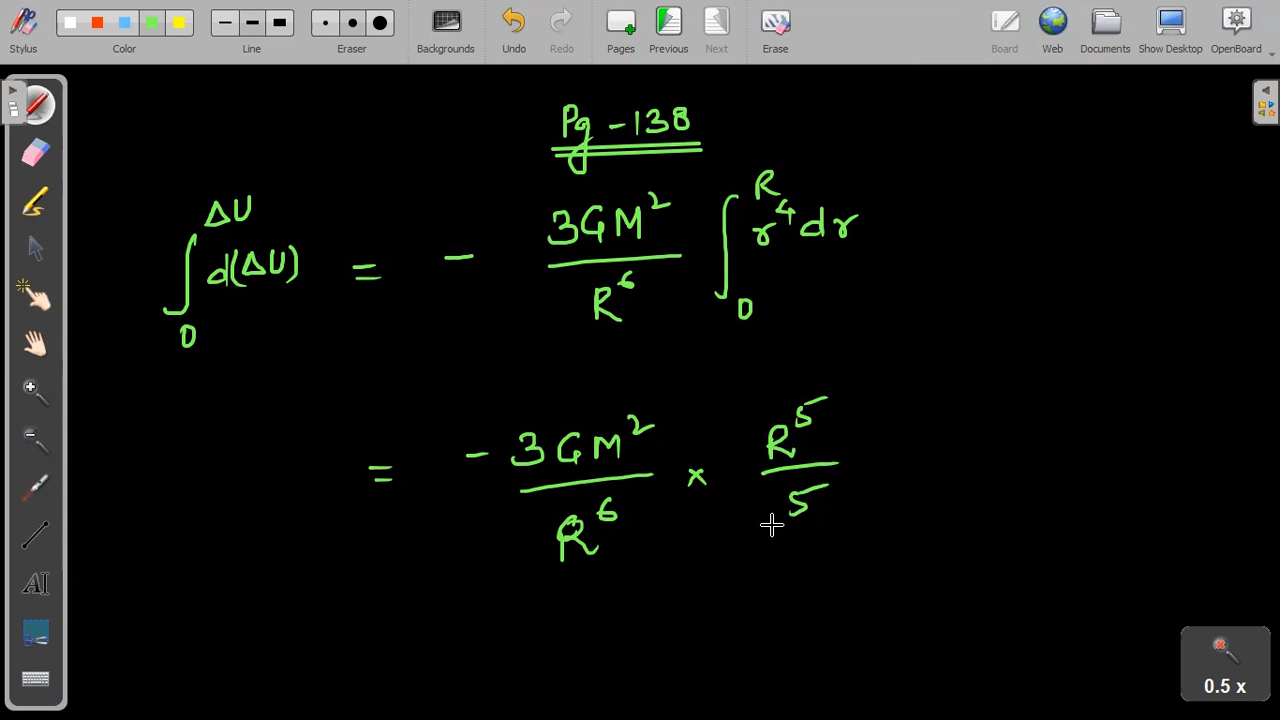 Stylus Color Line Eraser Backgrounds Undo Redo Pages Previous Next Erase Board Web Documents Show Desktop OpenBoard
Pg - 138
∫₀^ΔU d(ΔU) = - 3GM²/R⁶ ∫₀^R r⁴ dr
= - 3GM²/R⁶ × R⁵/5
0.5 x